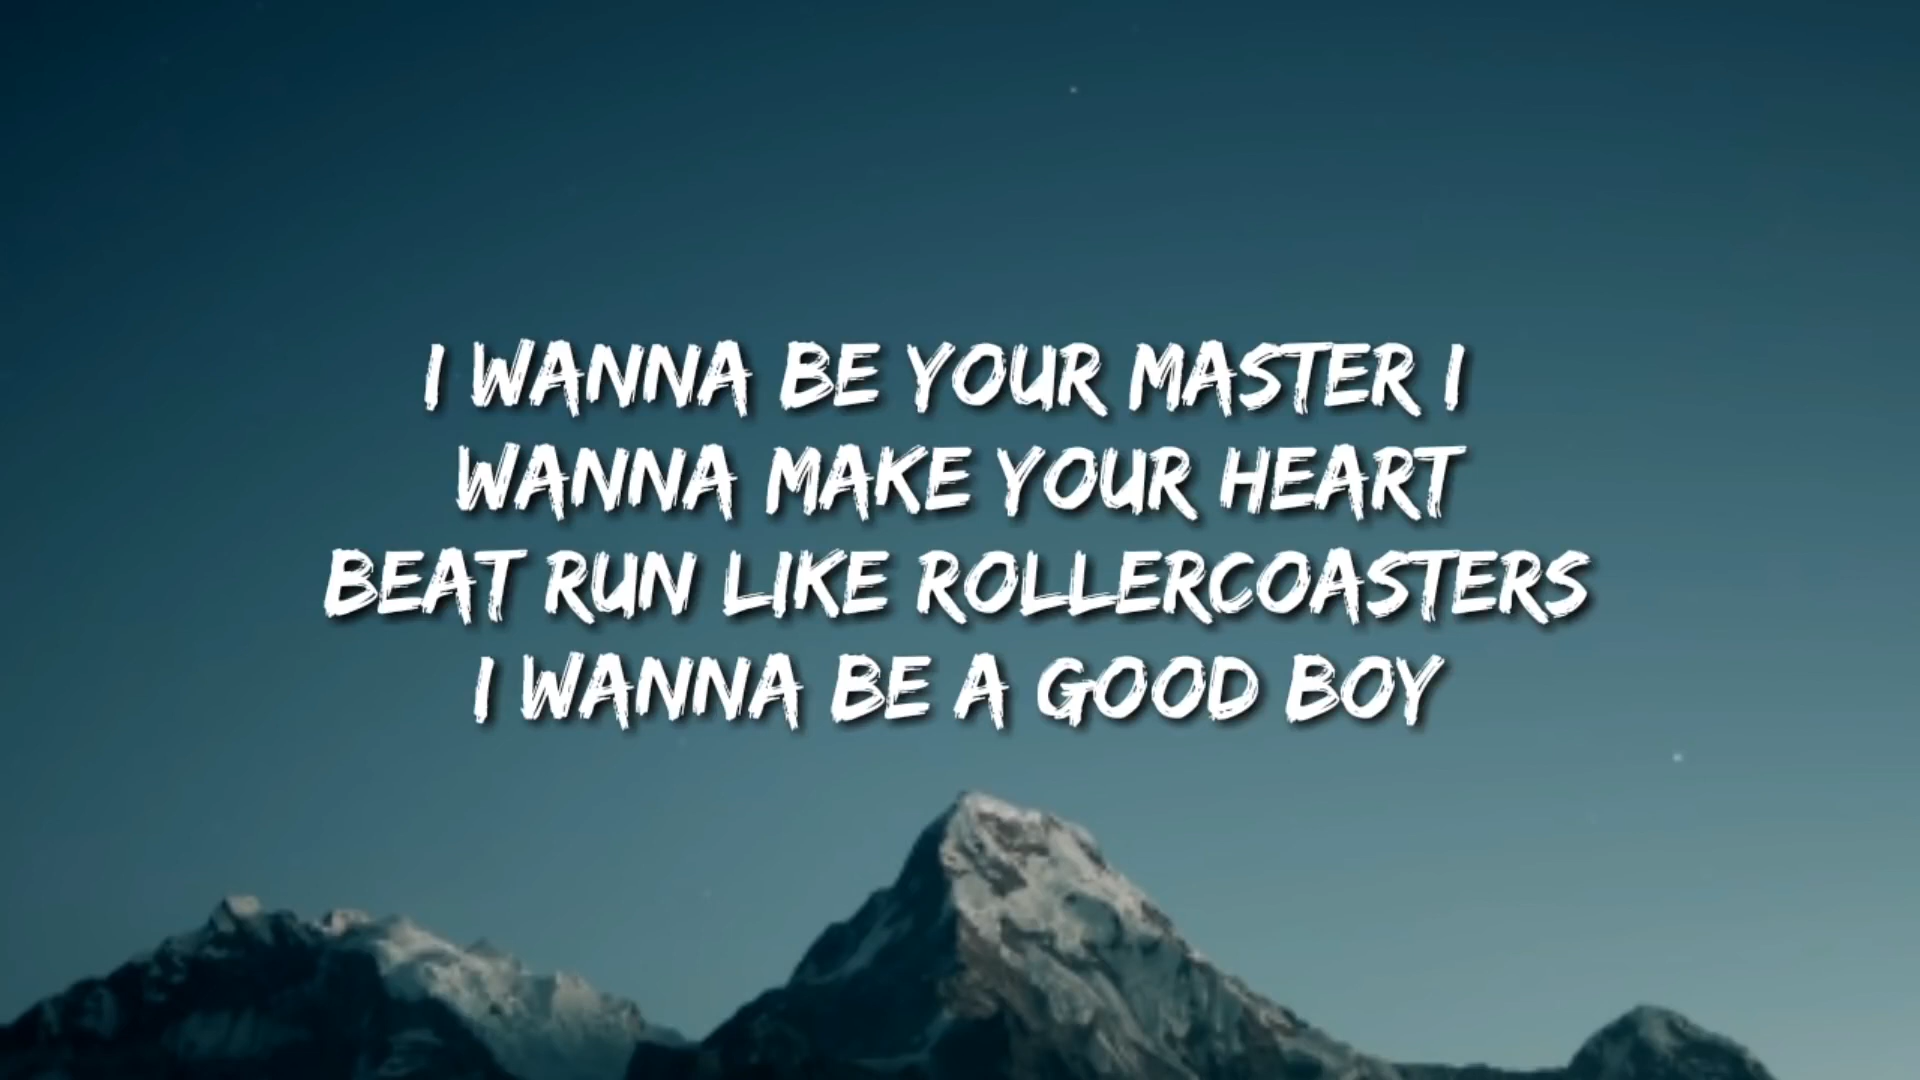 I WANNA BE YOUR MASTER I
WANNA MAKE YOUR HEART
BEAT RUN LIKE ROLLERCOASTERS
I WANNA BE A GOOD BOY